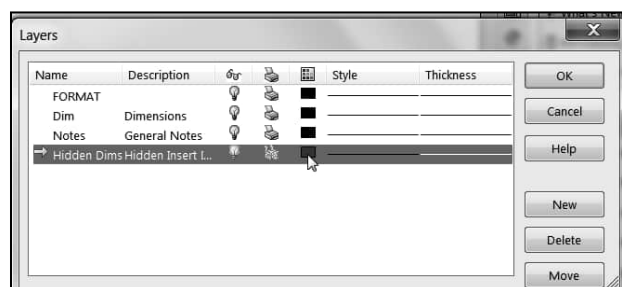 Layers
Name Description Style Thickness
FORMAT
Dim Dimensions
Notes General Notes
Hidden Dims Hidden Insert I...
OK
Cancel
Help
New
Delete
Move